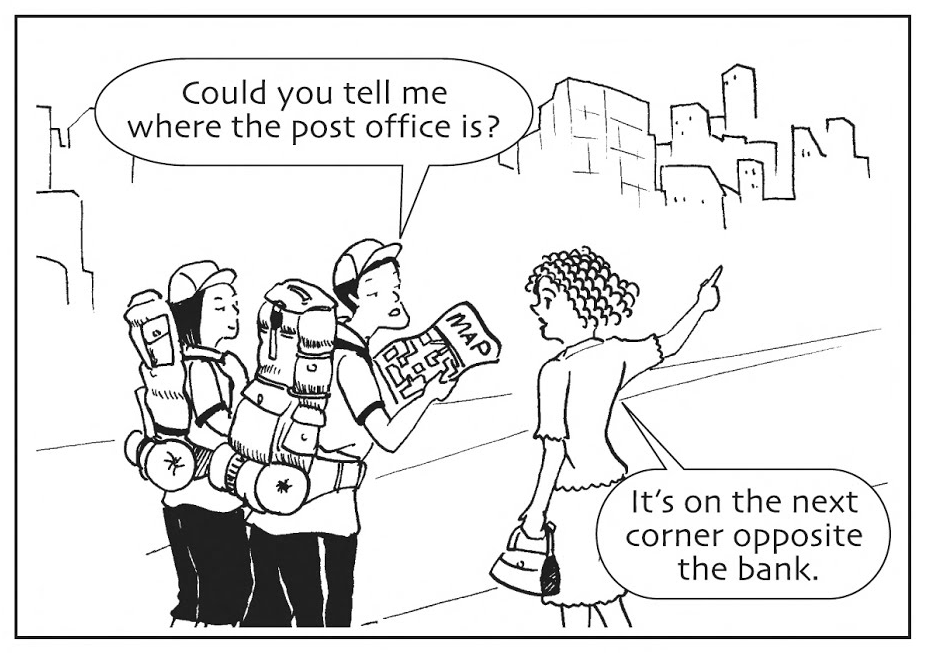 Could you tell me
where the post office is?
MAP
It's on the next
corner opposite
the bank.